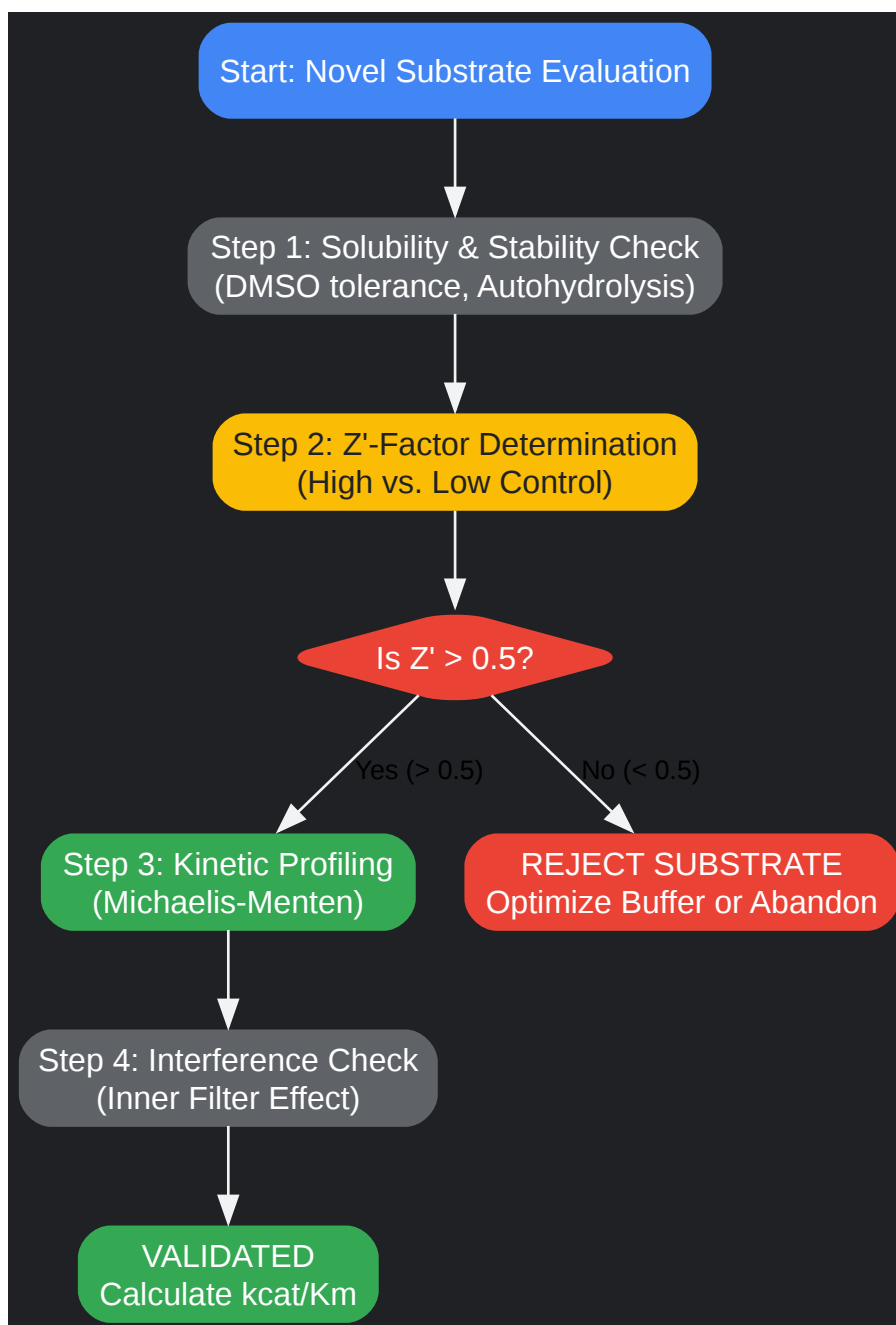 Start: Novel Substrate Evaluation
Step 1: Solubility & Stability Check
(DMSO tolerance, Autohydrolysis)
Step 2: Z'-Factor Determination
(High vs. Low Control)
Is Z' > 0.5?
Yes (> 0.5)
No (< 0.5)
Step 3: Kinetic Profiling
(Michaelis-Menten)
REJECT SUBSTRATE
Optimize Buffer or Abandon
Step 4: Interference Check
(Inner Filter Effect)
VALIDATED
Calculate kcat/Km